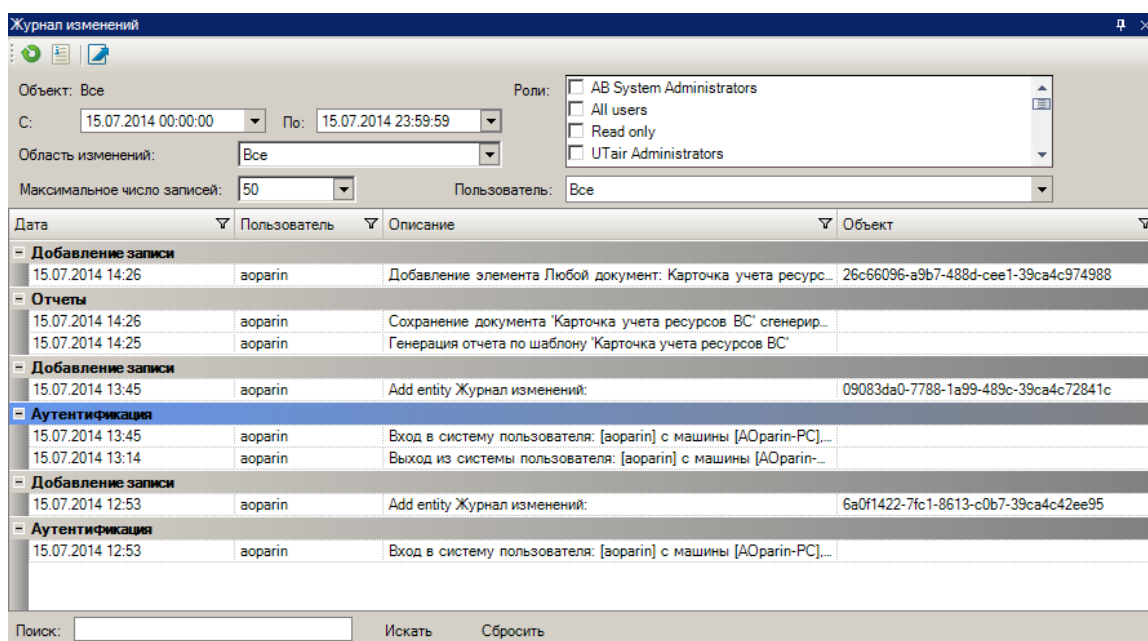 Журнал изменений
Объект: Все
Роли:
AB System Administrators
All users
Read only
UTair Administrators
С: 15.07.2014 00:00:00 По: 15.07.2014 23:59:59
Область изменений: Все
Максимальное число записей: 50 Пользователь: Все
Дата Пользователь Описание Объект
Добавление записи
15.07.2014 14:26 aoparin Добавление элемента Любой документ: Карточка учета ресурс... 26c66096-a9b7-488d-cee1-39ca4c974988
Отчеты
15.07.2014 14:26 aoparin Сохранение документа 'Карточка учета ресурсов ВС' сгенерир...
15.07.2014 14:25 aoparin Генерация отчета по шаблону 'Карточка учета ресурсов ВС'
Добавление записи
15.07.2014 13:45 aoparin Add entity Журнал изменений: 09083da0-7788-1a99-489c-39ca4c72841c
Аутентификация
15.07.2014 13:45 aoparin Вход в систему пользователя: [aoparin] с машины [AOparin-PC],...
15.07.2014 13:14 aoparin Выход из системы пользователя: [aoparin] с машины [AOparin-...
Добавление записи
15.07.2014 12:53 aoparin Add entity Журнал изменений: 6a0f1422-7fc1-8613-c0b7-39ca4c42ee95
Аутентификация
15.07.2014 12:53 aoparin Вход в систему пользователя: [aoparin] с машины [AOparin-PC],...
Поиск: Искать Сбросить